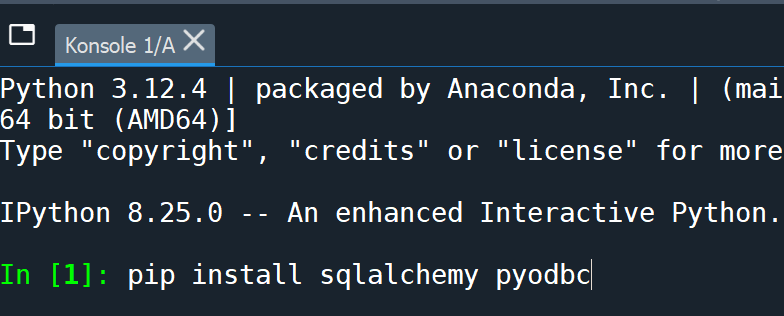 Konsole 1/A
Python 3.12.4 | packaged by Anaconda, Inc. | (mai
64 bit (AMD64)]
Type "copyright", "credits" or "license" for more
IPython 8.25.0 -- An enhanced Interactive Python.
In [1]: pip install sqlalchemy pyodbc